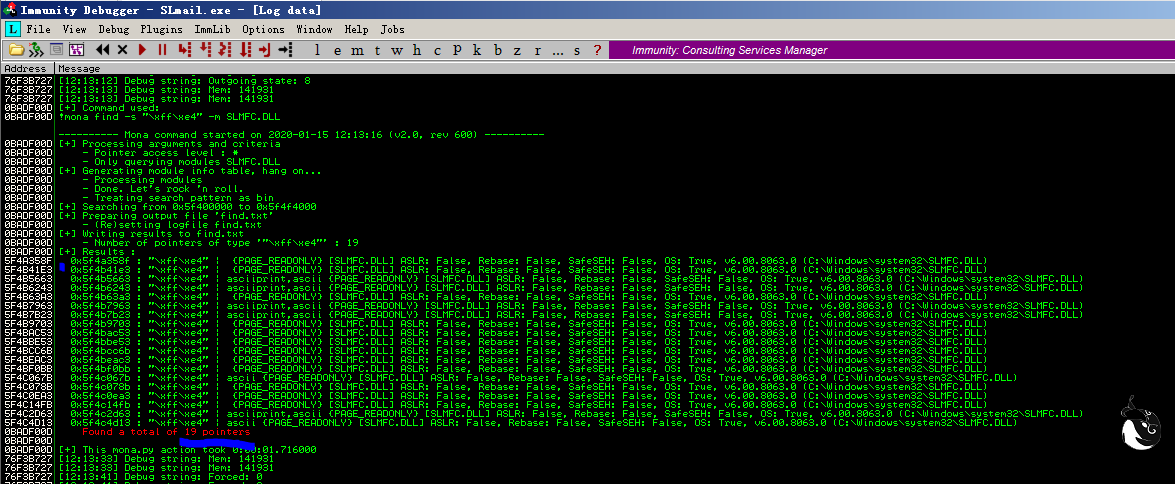 Immunity Debugger - SLmail.exe - [Log data]
L File View Debug Plugins ImmLib Options Window Help Jobs
l e m t w h c p k b z r ... s ? Immunity: Consulting Services Manager
Address Message
76F3B727 [12:13:12] Debug string: Outgoing state: 8
76F3B727 [12:13:13] Debug string: Mem: 141931
76F3B727 [12:13:13] Debug string: Mem: 141931
0BADF00D [+] Command used:
0BADF00D !mona find -s "\xff\xe4" -m SLMFC.DLL
---------- Mona command started on 2020-01-15 12:13:16 (v2.0, rev 600) ----------
0BADF00D [+] Processing arguments and criteria
0BADF00D - Pointer access level : *
0BADF00D - Only querying modules SLMFC.DLL
0BADF00D [+] Generating module info table, hang on...
0BADF00D - Processing modules
0BADF00D - Done. Let's rock 'n roll.
0BADF00D - Treating search pattern as bin
0BADF00D [+] Searching from 0x5f400000 to 0x5f4f4000
0BADF00D [+] Preparing output file 'find.txt'
0BADF00D - (Re)setting logfile find.txt
0BADF00D [+] Writing results to find.txt
0BADF00D - Number of pointers of type '"\xff\xe4"' : 19
0BADF00D [+] Results :
5F4A358F 0x5f4a358f : "\xff\xe4" | {PAGE_READONLY} [SLMFC.DLL] ASLR: False, Rebase: False, SafeSEH: False, OS: True, v6.00.8063.0 (C:\Windows\system32\SLMFC.DLL)
5F4B41E3 0x5f4b41e3 : "\xff\xe4" | {PAGE_READONLY} [SLMFC.DLL] ASLR: False, Rebase: False, SafeSEH: False, OS: True, v6.00.8063.0 (C:\Windows\system32\SLMFC.DLL)
5F4B5663 0x5f4b5663 : "\xff\xe4" | asciiprint,ascii {PAGE_READONLY} [SLMFC.DLL] ASLR: False, Rebase: False, SafeSEH: False, OS: True, v6.00.8063.0 (C:\Windows\system32\SLMFC.DLL)
5F4B6243 0x5f4b6243 : "\xff\xe4" | asciiprint,ascii {PAGE_READONLY} [SLMFC.DLL] ASLR: False, Rebase: False, SafeSEH: False, OS: True, v6.00.8063.0 (C:\Windows\system32\SLMFC.DLL)
5F4B63A3 0x5f4b63a3 : "\xff\xe4" | {PAGE_READONLY} [SLMFC.DLL] ASLR: False, Rebase: False, SafeSEH: False, OS: True, v6.00.8063.0 (C:\Windows\system32\SLMFC.DLL)
5F4B7963 0x5f4b7963 : "\xff\xe4" | asciiprint,ascii {PAGE_READONLY} [SLMFC.DLL] ASLR: False, Rebase: False, SafeSEH: False, OS: True, v6.00.8063.0 (C:\Windows\system32\SLMFC.DLL)
5F4B7B23 0x5f4b7b23 : "\xff\xe4" | asciiprint,ascii {PAGE_READONLY} [SLMFC.DLL] ASLR: False, Rebase: False, SafeSEH: False, OS: True, v6.00.8063.0 (C:\Windows\system32\SLMFC.DLL)
5F4B9703 0x5f4b9703 : "\xff\xe4" | {PAGE_READONLY} [SLMFC.DLL] ASLR: False, Rebase: False, SafeSEH: False, OS: True, v6.00.8063.0 (C:\Windows\system32\SLMFC.DLL)
5F4BAC53 0x5f4bac53 : "\xff\xe4" | {PAGE_READONLY} [SLMFC.DLL] ASLR: False, Rebase: False, SafeSEH: False, OS: True, v6.00.8063.0 (C:\Windows\system32\SLMFC.DLL)
5F4BBE53 0x5f4bbe53 : "\xff\xe4" | {PAGE_READONLY} [SLMFC.DLL] ASLR: False, Rebase: False, SafeSEH: False, OS: True, v6.00.8063.0 (C:\Windows\system32\SLMFC.DLL)
5F4BCC6B 0x5f4bcc6b : "\xff\xe4" | {PAGE_READONLY} [SLMFC.DLL] ASLR: False, Rebase: False, SafeSEH: False, OS: True, v6.00.8063.0 (C:\Windows\system32\SLMFC.DLL)
5F4BEAC3 0x5f4beac3 : "\xff\xe4" | {PAGE_READONLY} [SLMFC.DLL] ASLR: False, Rebase: False, SafeSEH: False, OS: True, v6.00.8063.0 (C:\Windows\system32\SLMFC.DLL)
5F4BF0BB 0x5f4bf0bb : "\xff\xe4" | {PAGE_READONLY} [SLMFC.DLL] ASLR: False, Rebase: False, SafeSEH: False, OS: True, v6.00.8063.0 (C:\Windows\system32\SLMFC.DLL)
5F4C067B 0x5f4c067b : "\xff\xe4" | ascii {PAGE_READONLY} [SLMFC.DLL] ASLR: False, Rebase: False, SafeSEH: False, OS: True, v6.00.8063.0 (C:\Windows\system32\SLMFC.DLL)
5F4C078B 0x5f4c078b : "\xff\xe4" | {PAGE_READONLY} [SLMFC.DLL] ASLR: False, Rebase: False, SafeSEH: False, OS: True, v6.00.8063.0 (C:\Windows\system32\SLMFC.DLL)
5F4C0EA3 0x5f4c0ea3 : "\xff\xe4" | {PAGE_READONLY} [SLMFC.DLL] ASLR: False, Rebase: False, SafeSEH: False, OS: True, v6.00.8063.0 (C:\Windows\system32\SLMFC.DLL)
5F4C14FB 0x5f4c14fb : "\xff\xe4" | {PAGE_READONLY} [SLMFC.DLL] ASLR: False, Rebase: False, SafeSEH: False, OS: True, v6.00.8063.0 (C:\Windows\system32\SLMFC.DLL)
5F4C2D63 0x5f4c2d63 : "\xff\xe4" | asciiprint,ascii {PAGE_READONLY} [SLMFC.DLL] ASLR: False, Rebase: False, SafeSEH: False, OS: True, v6.00.8063.0 (C:\Windows\system32\SLMFC.DLL)
5F4C4D13 0x5f4c4d13 : "\xff\xe4" | ascii {PAGE_READONLY} [SLMFC.DLL] ASLR: False, Rebase: False, SafeSEH: False, OS: True, v6.00.8063.0 (C:\Windows\system32\SLMFC.DLL)
0BADF00D Found a total of 19 pointers
0BADF00D
0BADF00D [+] This mona.py action took 0:00:01.716000
76F3B727 [12:13:33] Debug string: Mem: 141931
76F3B727 [12:13:33] Debug string: Mem: 141931
76F3B727 [12:13:41] Debug string: Forced: 0